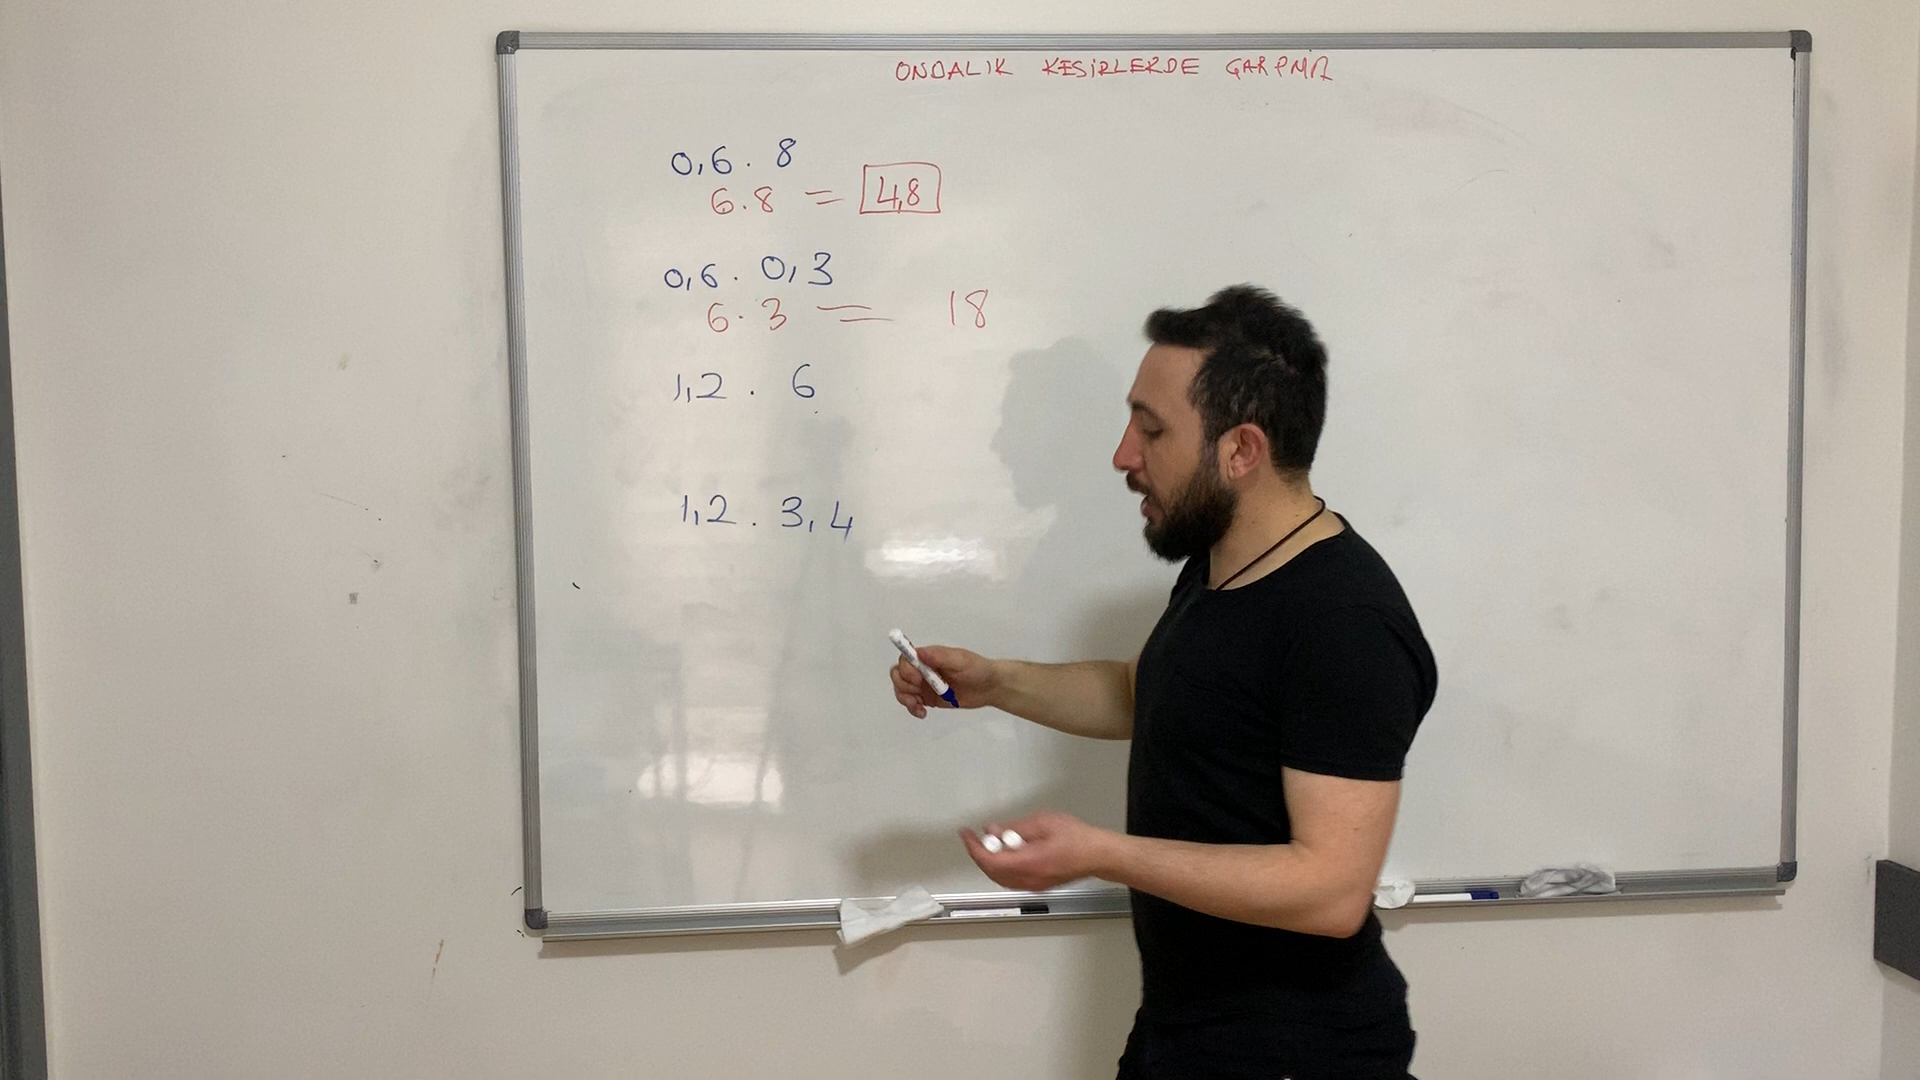 ONDALIK KESİRLERDE ÇARPMA
0,6 . 8
6.8 = 4,8
0,6 . 0,3
6.3 = 18
1,2 . 6
1,2 . 3,4